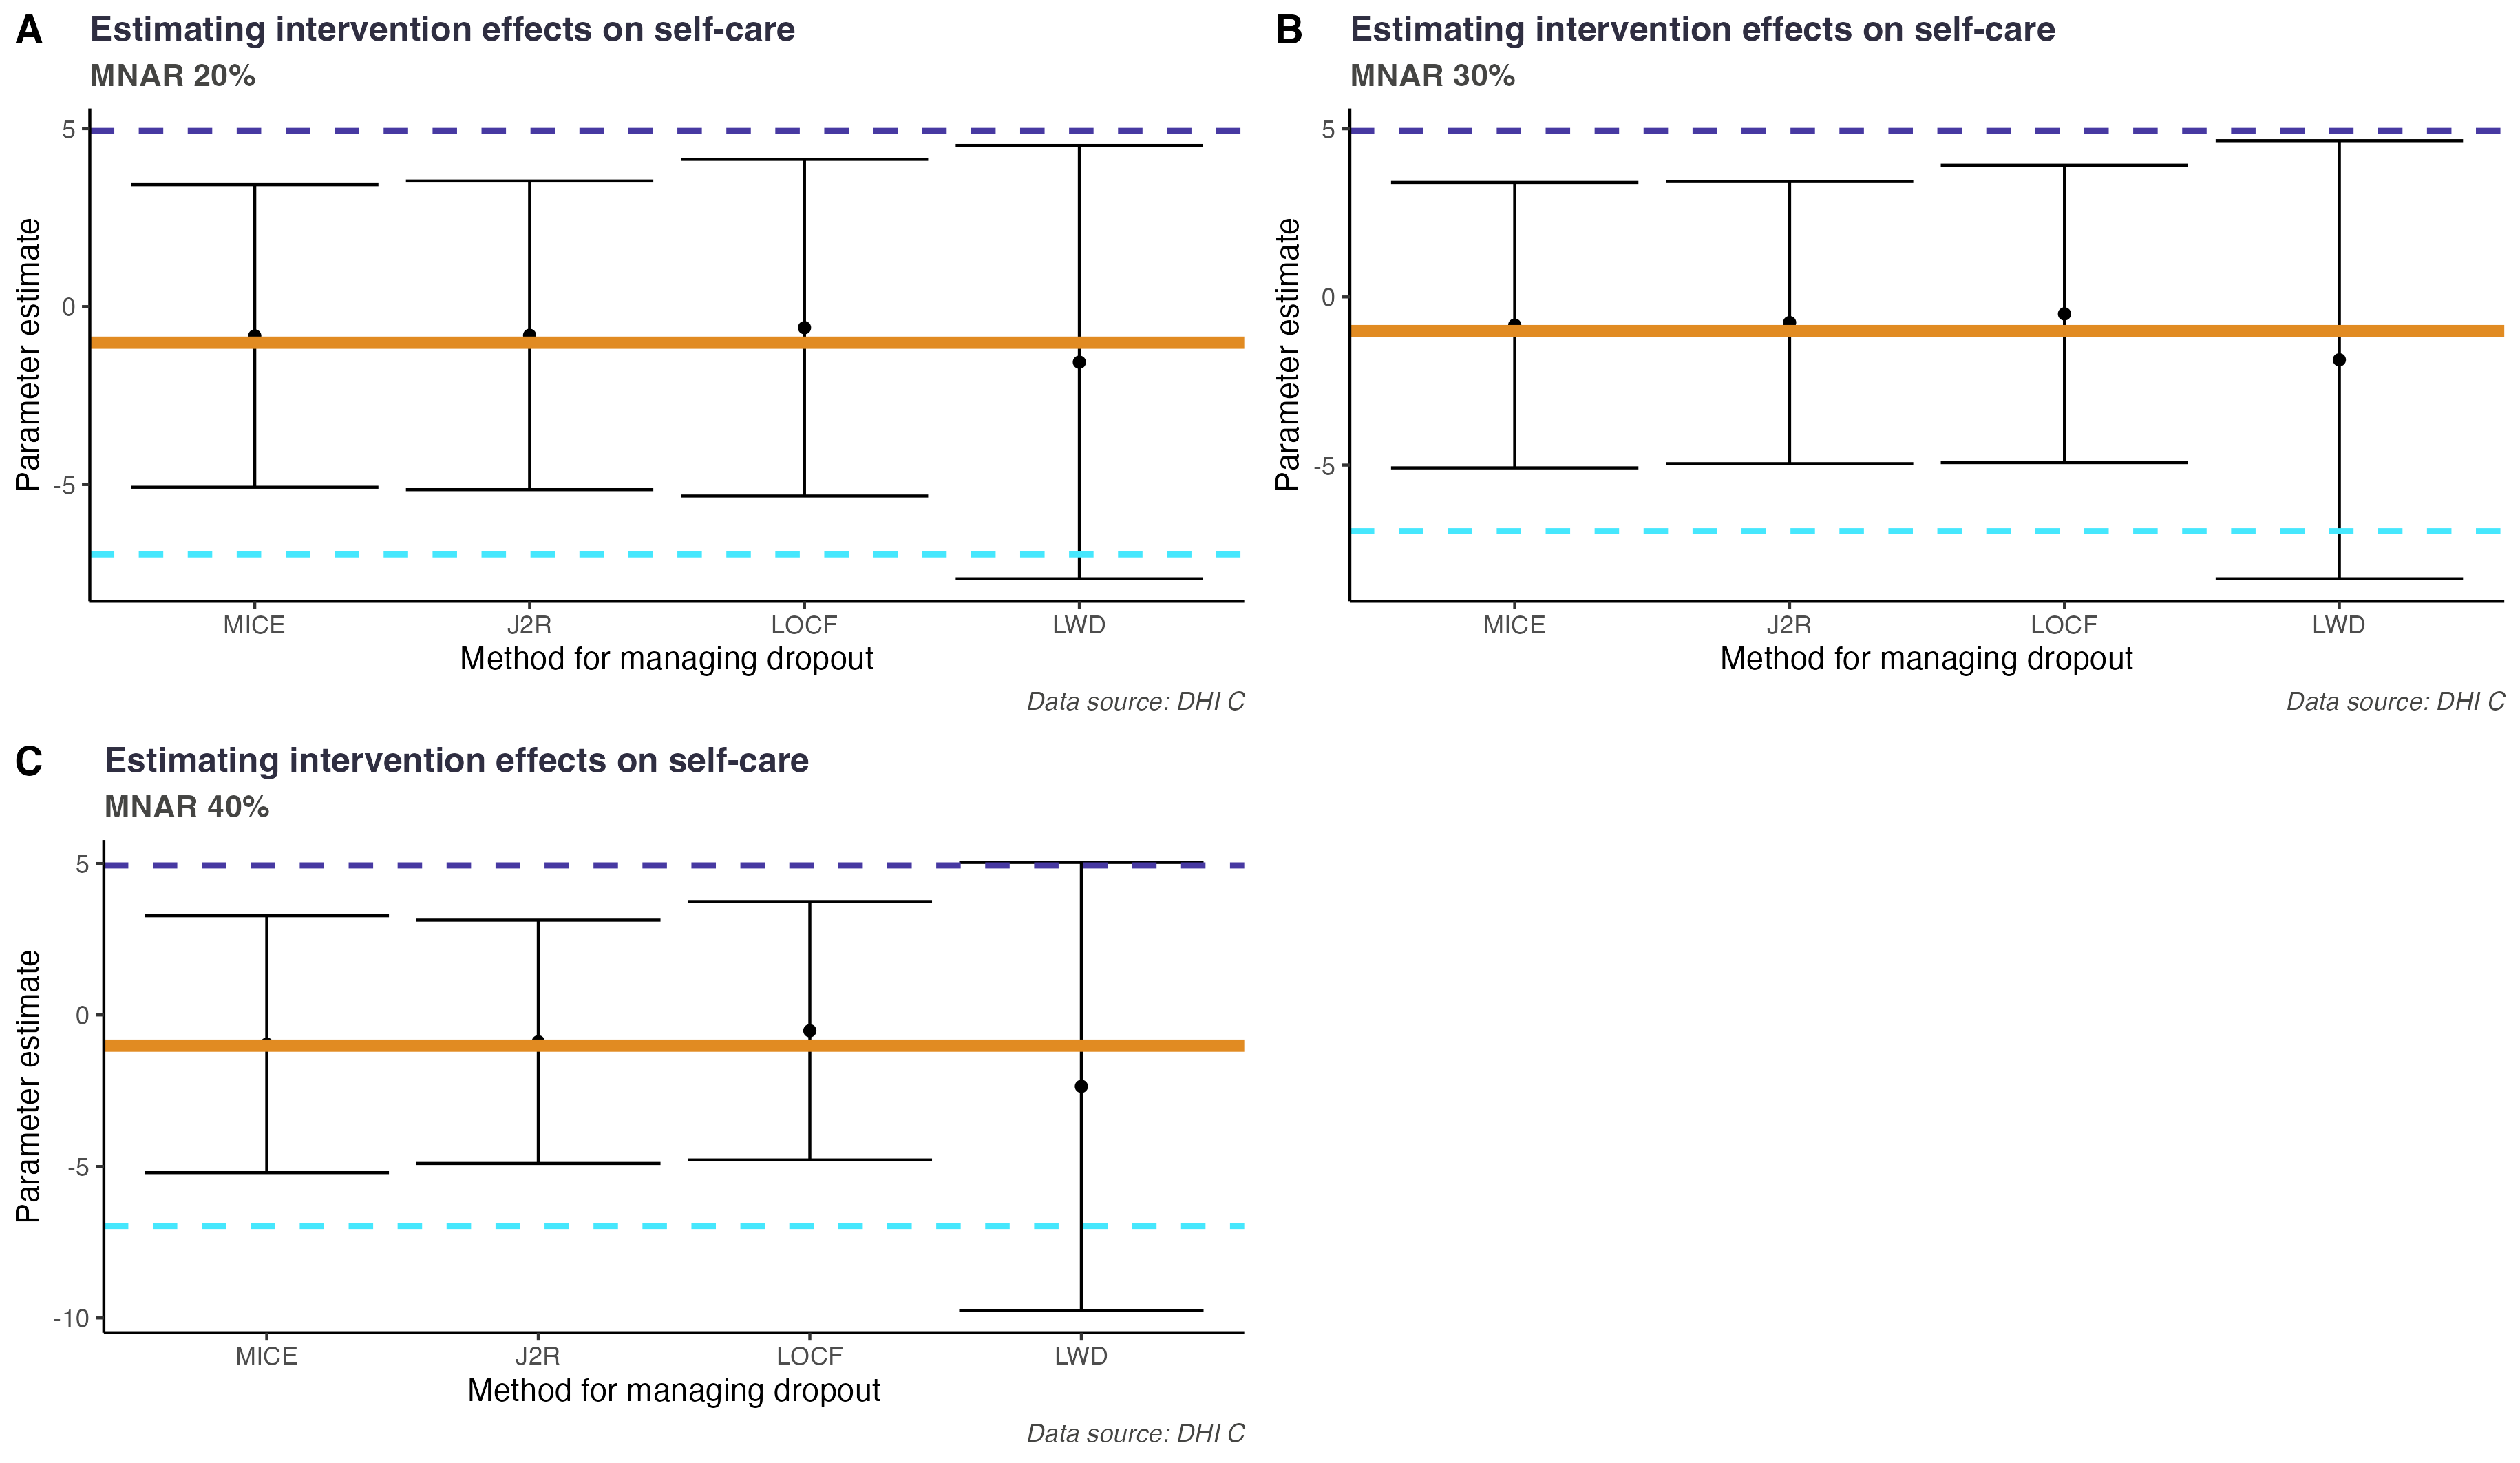 A
Estimating intervention effects on self-care
MNAR 20%
Parameter estimate
5
0
-5
MICE J2R LOCF LWD
Method for managing dropout
Data source: DHI C
B
Estimating intervention effects on self-care
MNAR 30%
Parameter estimate
5
0
-5
MICE J2R LOCF LWD
Method for managing dropout
Data source: DHI C
C
Estimating intervention effects on self-care
MNAR 40%
Parameter estimate
5
0
-5
-10
MICE J2R LOCF LWD
Method for managing dropout
Data source: DHI C